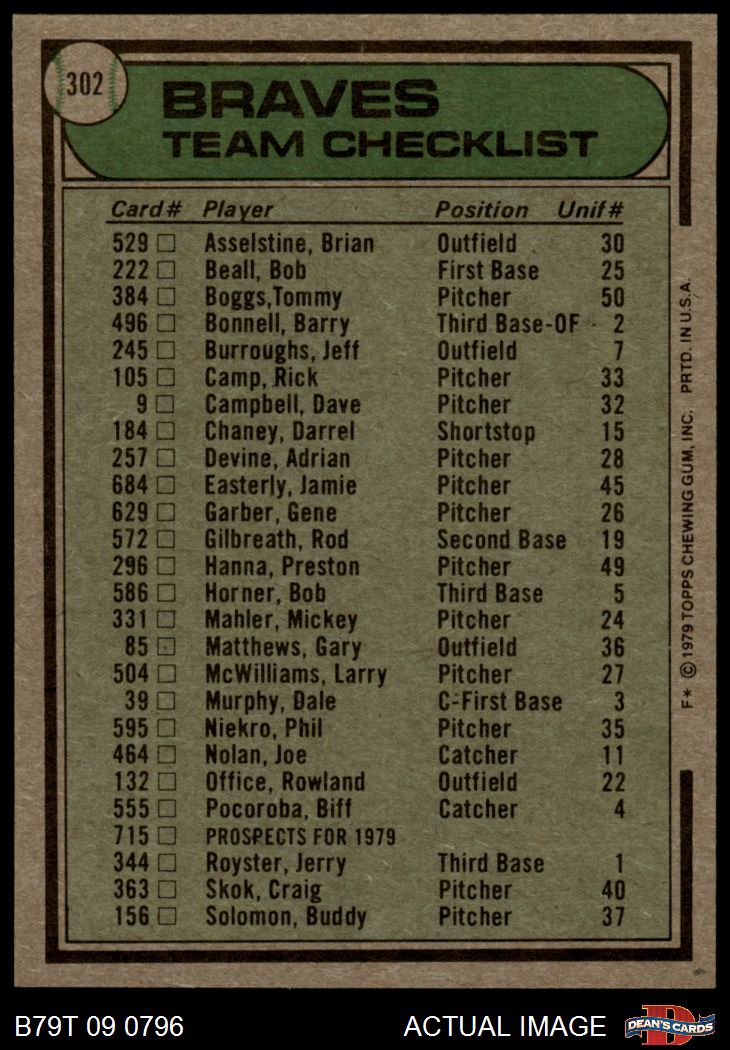 302
BRAVES
TEAM CHECKLIST
Card # Player Position Unif #
529 Asselstine, Brian Outfield 30
222 Beall, Bob First Base 25
384 Boggs,Tommy Pitcher 50
496 Bonnell, Barry Third Base-OF 2
245 Burroughs, Jeff Outfield 7
105 Camp, Rick Pitcher 33
9 Campbell, Dave Pitcher 32
184 Chaney, Darrel Shortstop 15
257 Devine, Adrian Pitcher 28
684 Easterly, Jamie Pitcher 45
629 Garber, Gene Pitcher 26
572 Gilbreath, Rod Second Base 19
296 Hanna, Preston Pitcher 49
586 Horner, Bob Third Base 5
331 Mahler, Mickey Pitcher 24
85 Matthews, Gary Outfield 36
504 McWilliams, Larry Pitcher 27
39 Murphy, Dale C-First Base 3
595 Niekro, Phil Pitcher 35
464 Nolan, Joe Catcher 11
132 Office, Rowland Outfield 22
555 Pocoroba, Biff Catcher 4
715 PROSPECTS FOR 1979
344 Royster, Jerry Third Base 1
363 Skok, Craig Pitcher 40
156 Solomon, Buddy Pitcher 37
F* © 1979 TOPPS CHEWING GUM, INC. PRTD. IN U.S.A.
B79T 09 0796 ACTUAL IMAGE
D
DEAN'S CARDS